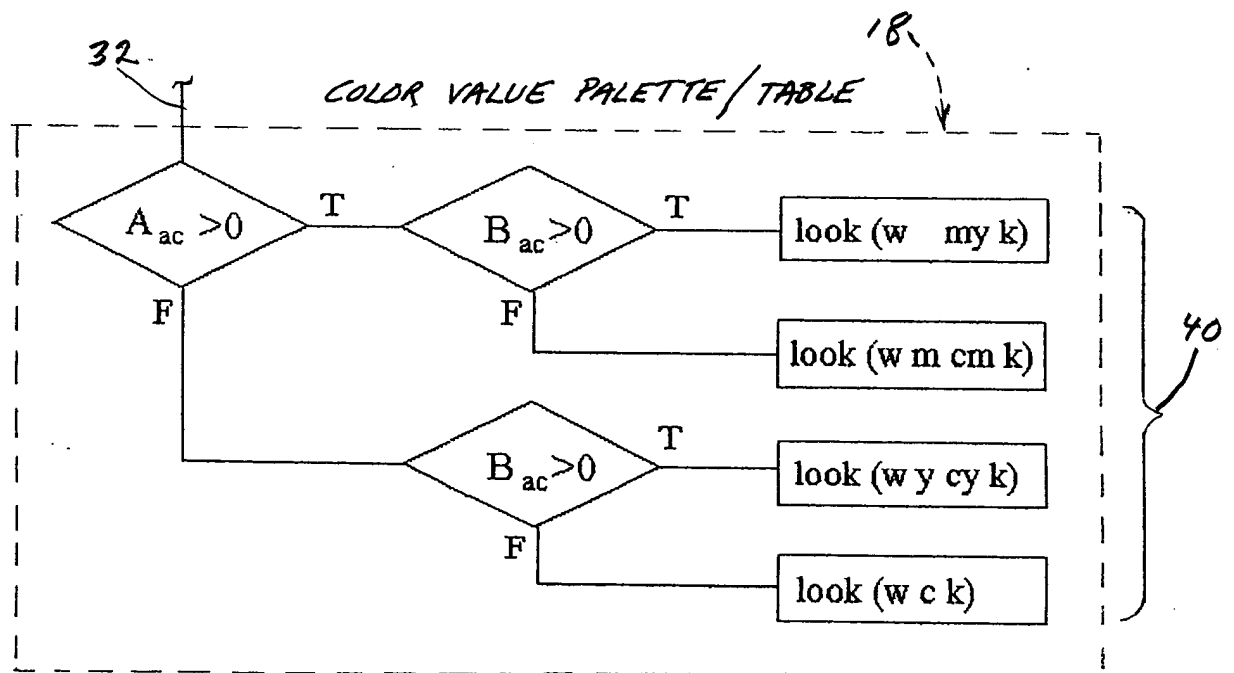 18
32
COLOR VALUE PALETTE/TABLE
A ac >0
T
B ac >0
T
look (w my k)
F
F
look (w m cm k)
40
B ac >0
T
look (w y cy k)
F
look (w c k)